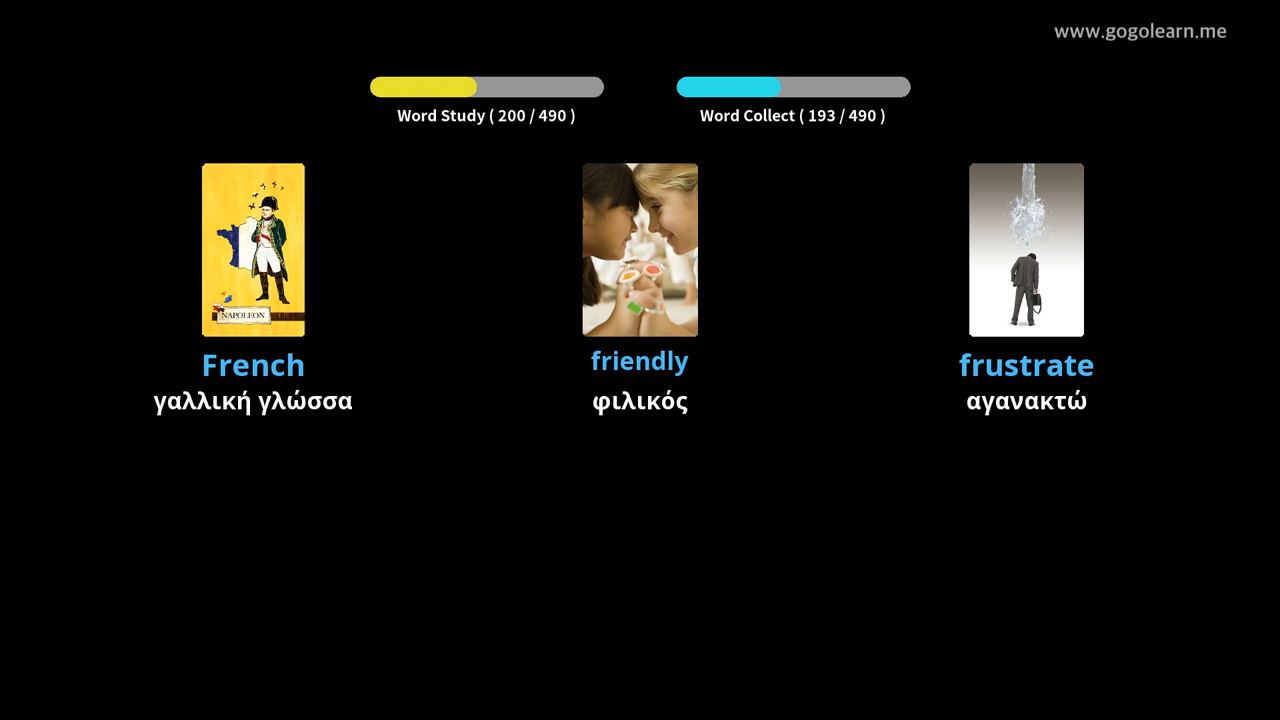 www.gogolearn.me
Word Study ( 200 / 490 )
Word Collect ( 193 / 490 )
NAPOLEON
French
friendly
frustrate
γαλλική γλώσσα
φιλικός
αγανακτώ